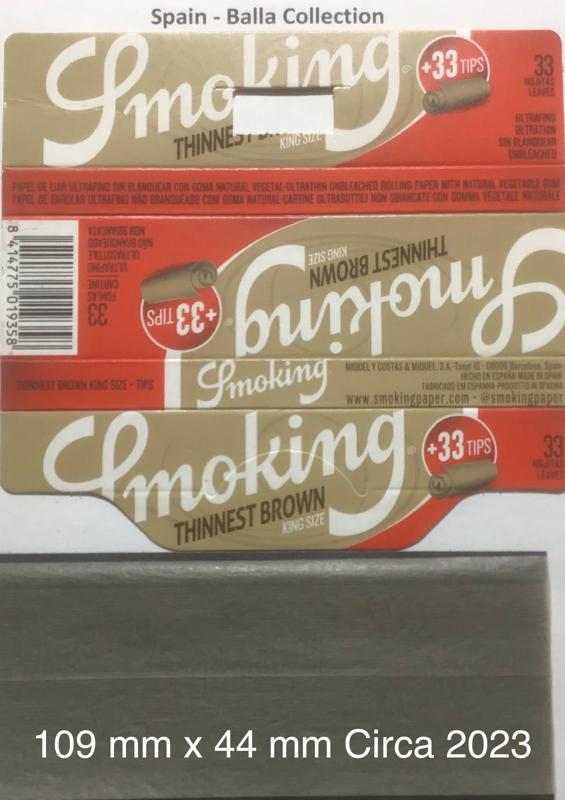 Spain - Balla Collection
Smoking
+33 TIPS
THINNEST
KING SIZE
33
HOJITAS
LEAVES
ULTRAFINO
ULTRATHIN
SIN BLANQUEAR
UNBLEACHED
PAPEL DE LIAR ULTRAFINO SIN BLANQUEAR CON GOMA NATURAL VEGETAL-ULTRATHIN UNBLEACHED ROLLING PAPER WITH NATURAL VEGETABLE GUM
PAPEL DE ENROLAR ULTRAFINO NÃO BRANQUEADO COM GOMA NATURAL-CARTINE ULTRASOTTILI NON SBIANCATE CON GOMMA VEGETALE NATURALE
Smoking
THINNEST BROWN
KING SIZE
+33 TIPS
33
FOHLAS
CARTINE
ULTRAFINO
ULTRASOTTILE
NÃO BRANQUEADO
NON SBIANCATA
8 414775 019358
THINNEST BROWN KING SIZE - TIPS
Smoking
MIQUEL Y COSTAS & MIQUEL, S.A.-Tuset 10 - 08006 Barcelona, Spain
HECHO EN ESPAÑA-MADE IN SPAIN
FABRICADO EM ESPANHA-PRODOTTO IN SPAGNA
www.smokingpaper.com - @smokingpaper
Smoking
THINNEST BROWN
KING SIZE
+33 TIPS
33
HOJITAS
LEAVES
109 mm x 44 mm Circa 2023